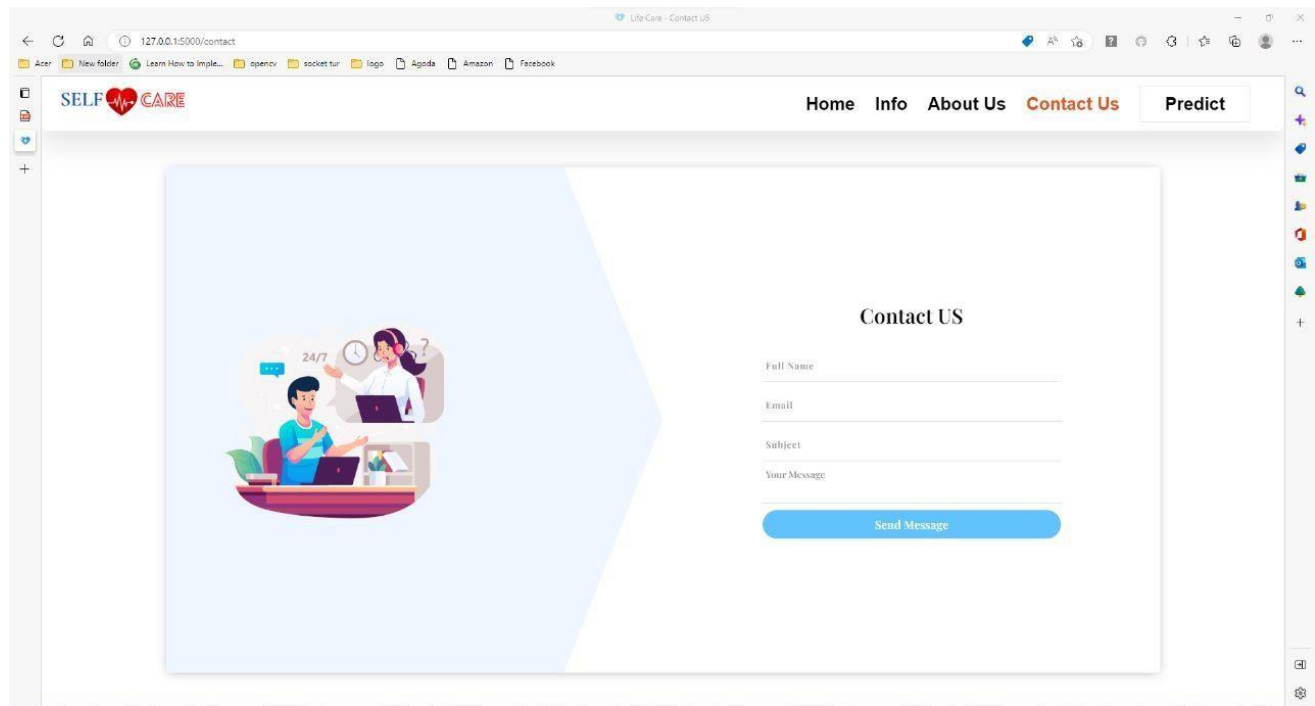 Life Care - Contact US
127.0.0.1:5000/contact
Acer New folder Learn How to Imple... opencv socket tur logo Agoda Amazon Facebook
SELF CARE
Home Info About Us Contact Us Predict
24/7
?
Contact US
Full Name
Email
Subject
Your Message
Send Message